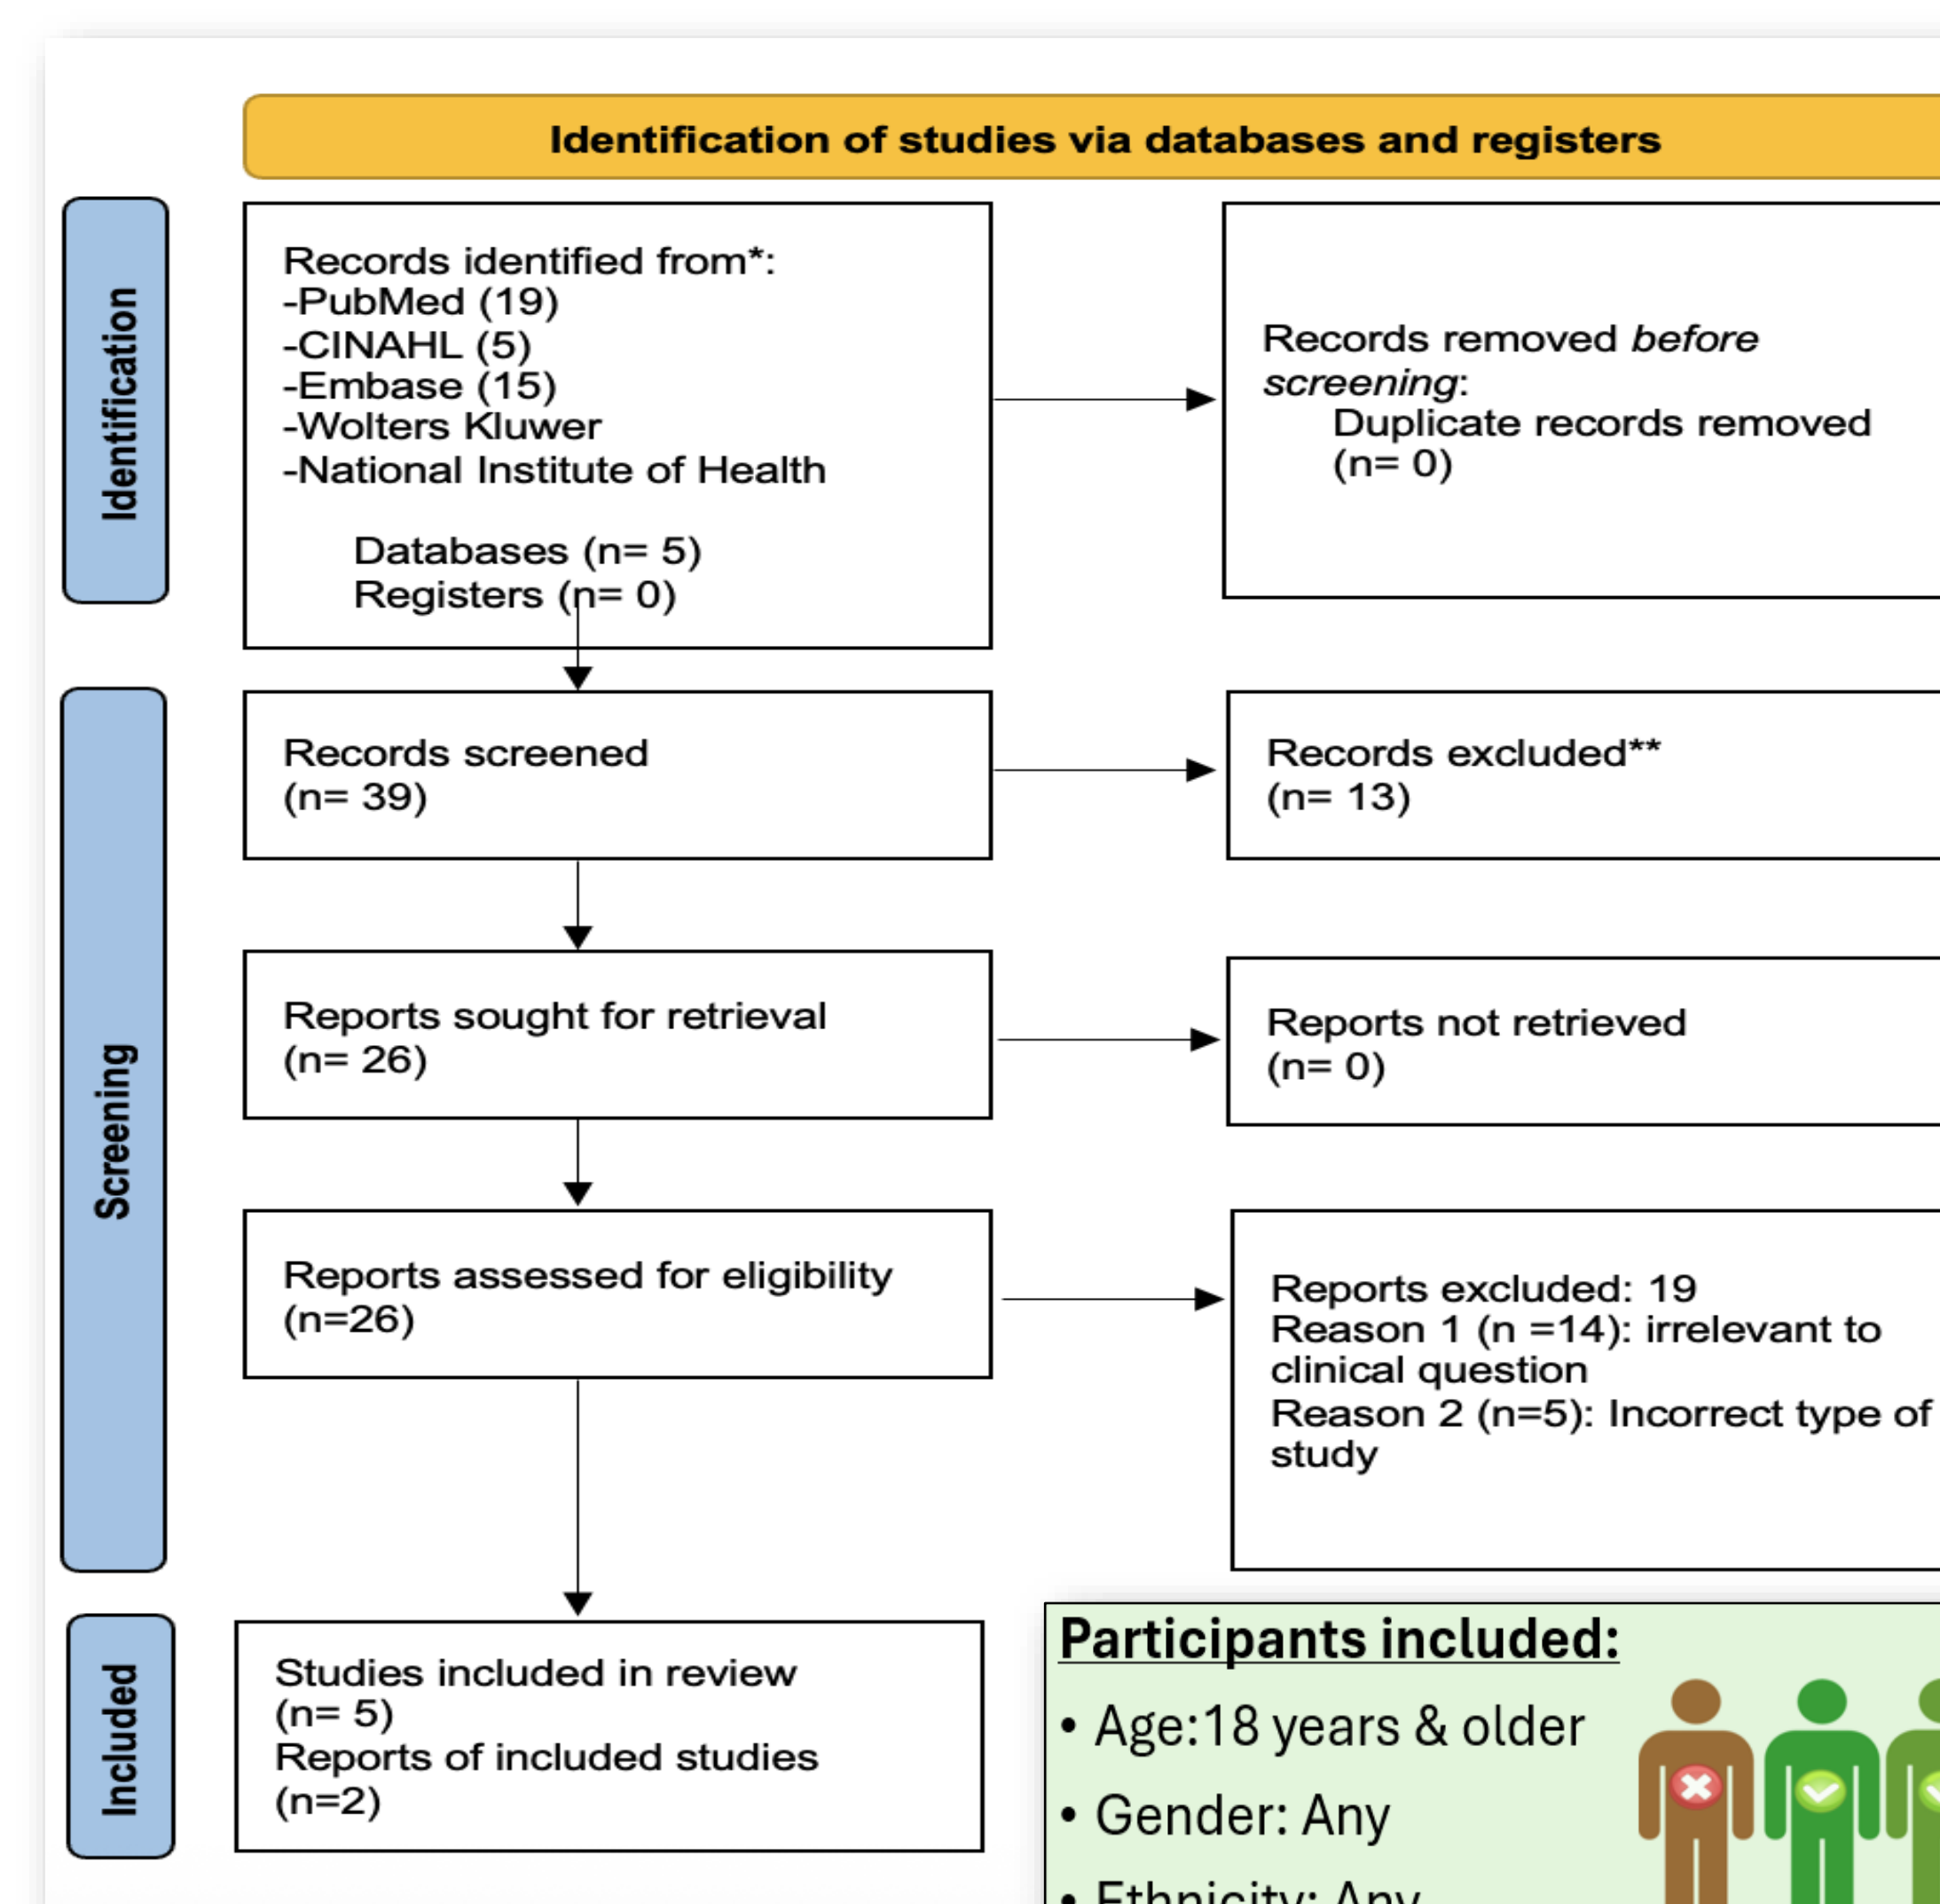 Identification of studies via databases and registers
Identification
Records identified from*:
-PubMed (19)
-CINAHL (5)
-Embase (15)
-Wolters Kluwer
-National Institute of Health
Databases (n= 5)
Registers (n= 0)
Records removed before
screening:
Duplicate records removed
(n= 0)
Screening
Records screened
(n= 39)
Records excluded**
(n= 13)
Reports sought for retrieval
(n= 26)
Reports not retrieved
(n= 0)
Reports assessed for eligibility
(n=26)
Reports excluded: 19
Reason 1 (n =14): irrelevant to
clinical question
Reason 2 (n=5): Incorrect type of
study
Included
Studies included in review
(n= 5)
Reports of included studies
(n=2)
Participants included:
• Age:18 years & older
• Gender: Any
• Ethnicity: Any